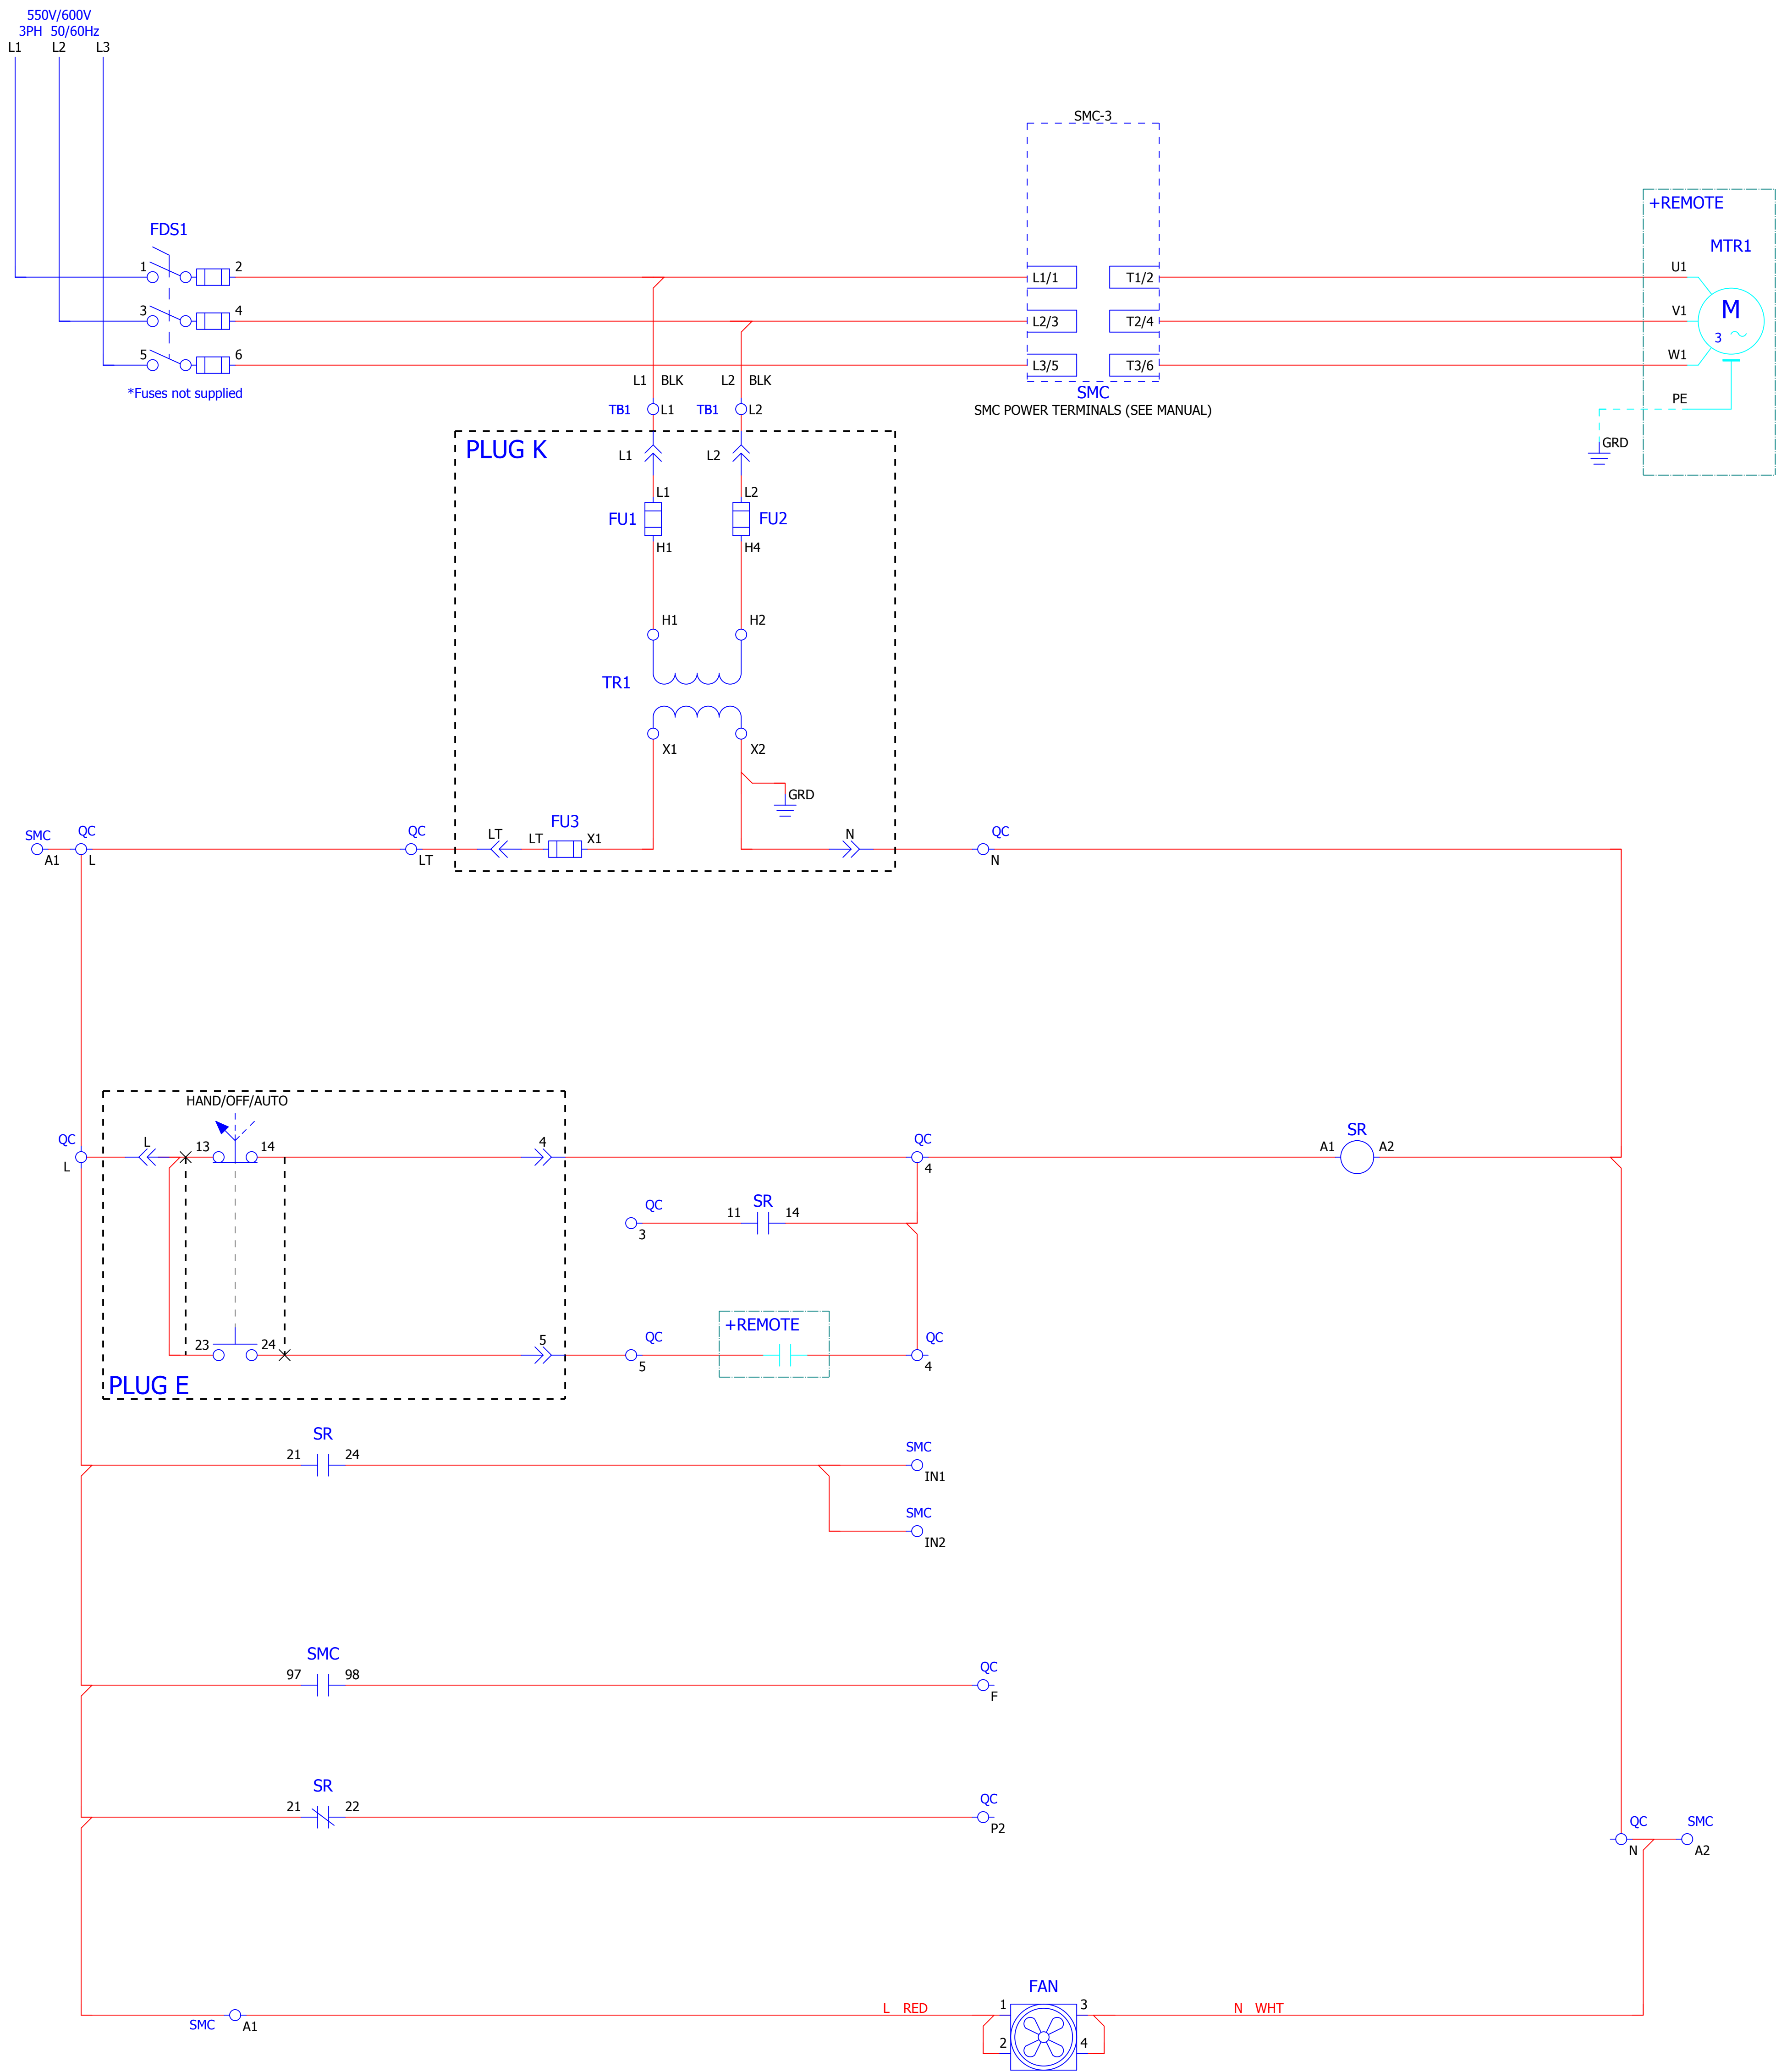 550V/600V
3PH 50/60Hz
L1 L2 L3
SMC-3
+REMOTE
FDS1
MTR1
1 2 L1/1 T1/2 U1
3 4 L2/3 T2/4 V1
M
3
5 6 L3/5 T3/6 W1
*Fuses not supplied
L1 BLK L2 BLK
SMC
PE
TB1 L1 TB1 L2
SMC POWER TERMINALS (SEE MANUAL)
GRD
PLUG K
L1 L2
L1 L2
FU1 FU2
H1 H4
H1 H2
TR1
X1 X2
GRD
FU3
SMC QC QC LT LT X1 N QC
A1 L LT N
HAND/OFF/AUTO
QC L 13 14 4 QC SR
A1 A2
L 4
QC 11 SR 14
3
+REMOTE
23 24 5 QC QC
5 4
PLUG E
SR
21 24 SMC
IN1
SMC
IN2
SMC
97 98 QC
F
SR
21 22 QC
P2
QC SMC
N A2
FAN
L RED 1 3 N WHT
SMC A1
2 4